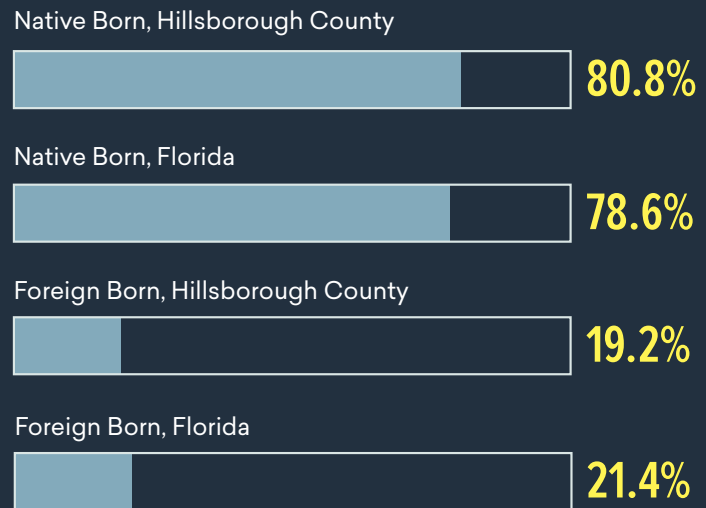 Native Born, Hillsborough County
80.8%
Native Born, Florida
78.6%
Foreign Born, Hillsborough County
19.2%
Foreign Born, Florida
21.4%